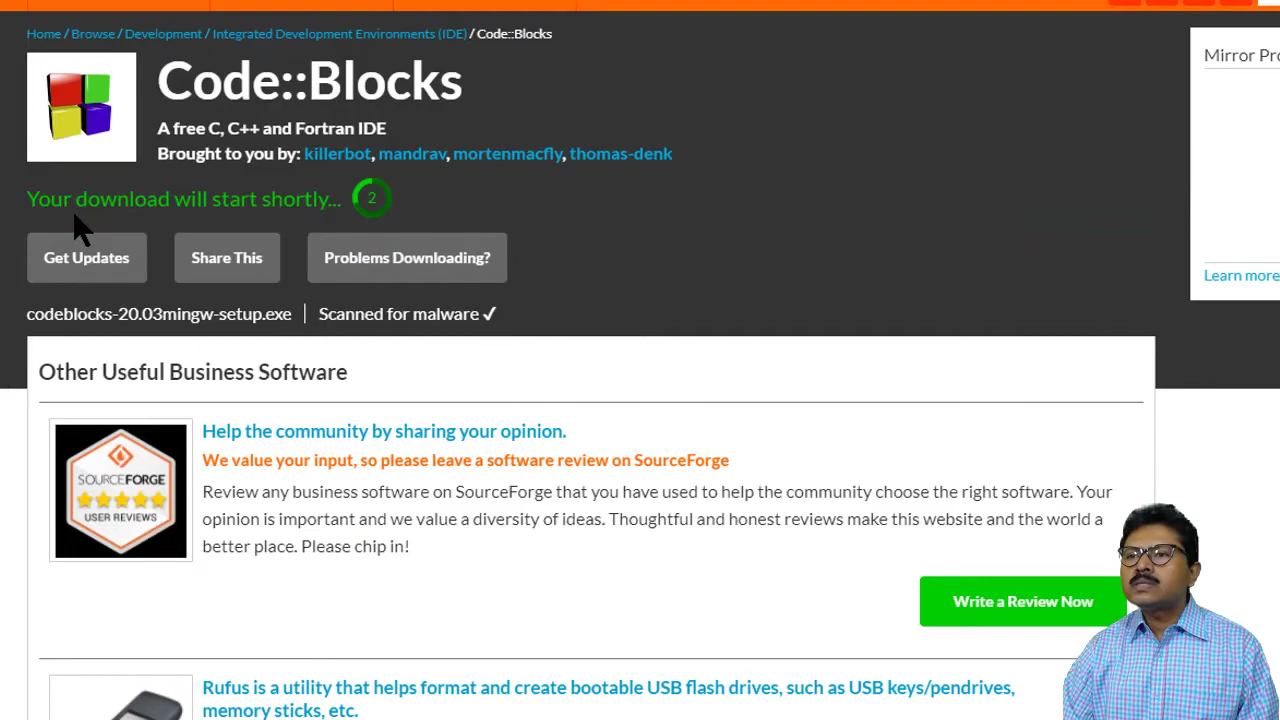 Home / Browse / Development / Integrated Development Environments (IDE) / Code::Blocks
Mirror
Code::Blocks
A free C, C++ and Fortran IDE
Brought to you by: killerbot, mandrav, mortenmacfly, thomas-denk
Your download will start shortly... 2
Get Updates
Share This
Problems Downloading?
Learn more
codeblocks-20.03mingw-setup.exe | Scanned for malware ✓
Other Useful Business Software
Help the community by sharing your opinion.
We value your input, so please leave a software review on SourceForge
SOURCEFORGE
USER REVIEWS
Review any business software on SourceForge that you have used to help the community choose the right software. Your
opinion is important and we value a diversity of ideas. Thoughtful and honest reviews make this website and the world a
better place. Please chip in!
Write a Review Now
Rufus is a utility that helps format and create bootable USB flash drives, such as USB keys/pendrives,
memory sticks, etc.